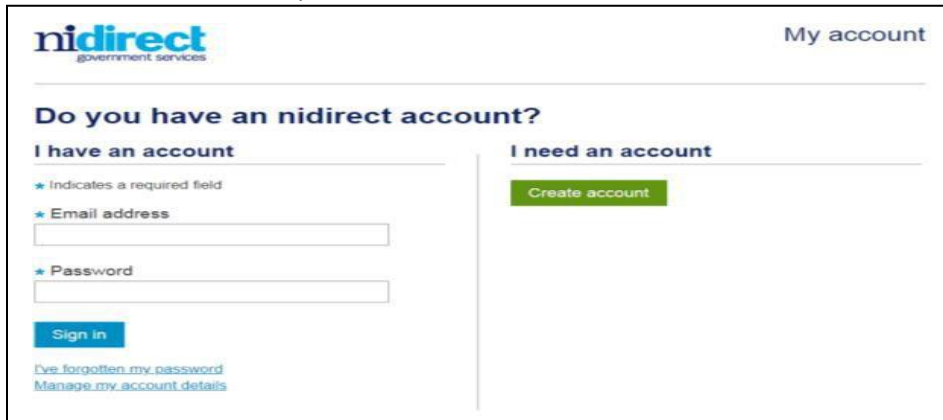 nidirect
government services
My account
Do you have an nidirect account?
I have an account
★ Indicates a required field
★ Email address
★ Password
Sign in
I've forgotten my password
Manage my account details
I need an account
Create account